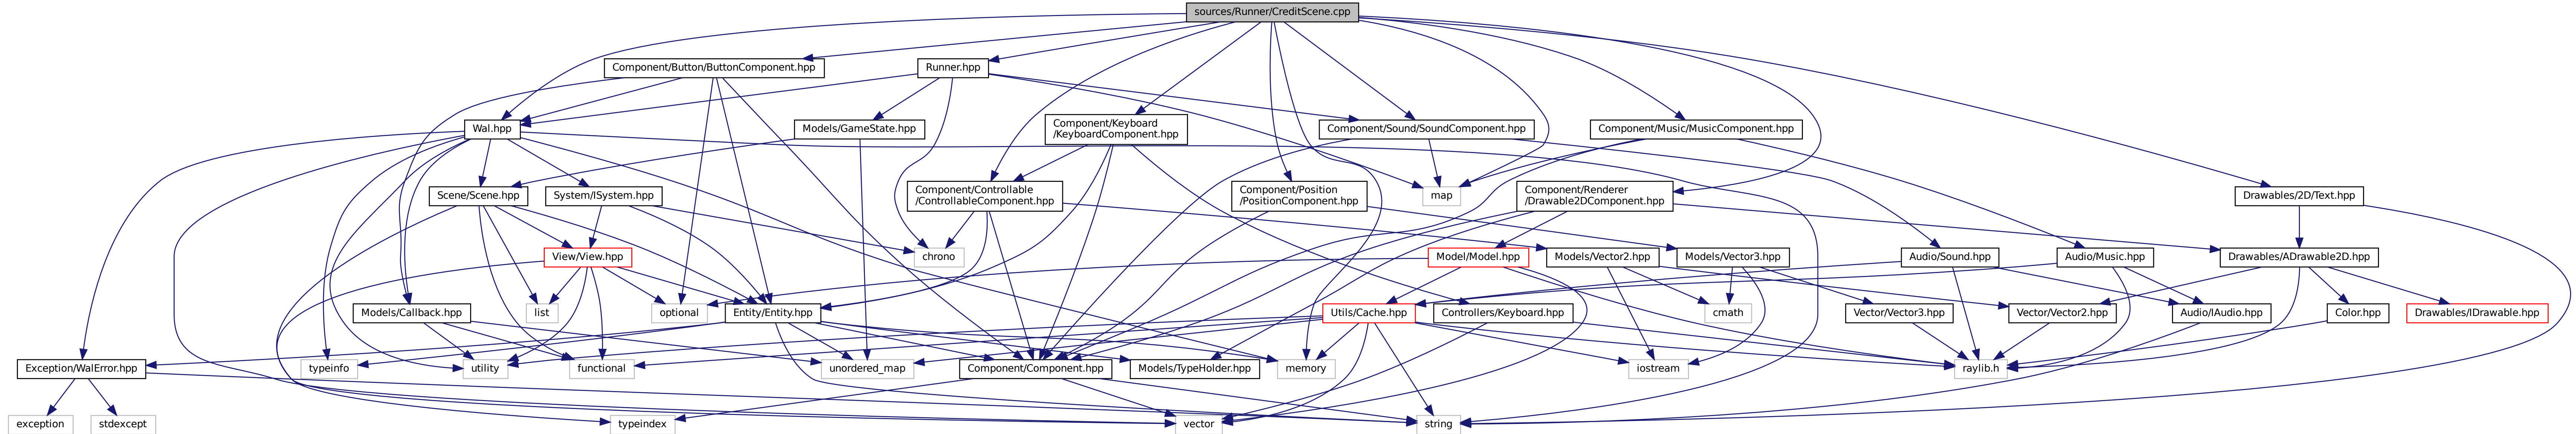 sources/Runner/CreditScene.cpp
Component/Button/ButtonComponent.hpp
Runner.hpp
Wal.hpp
Models/GameState.hpp
Component/Keyboard
/KeyboardComponent.hpp
Component/Sound/SoundComponent.hpp
Component/Music/MusicComponent.hpp
Scene/Scene.hpp
System/ISystem.hpp
Component/Controllable
/ControllableComponent.hpp
Component/Position
/PositionComponent.hpp
map
Component/Renderer
/Drawable2DComponent.hpp
Drawables/2D/Text.hpp
View/View.hpp
chrono
Model/Model.hpp
Models/Vector2.hpp
Models/Vector3.hpp
Audio/Sound.hpp
Audio/Music.hpp
Drawables/ADrawable2D.hpp
Models/Callback.hpp
list
optional
Entity/Entity.hpp
Utils/Cache.hpp
Controllers/Keyboard.hpp
cmath
Vector/Vector3.hpp
Vector/Vector2.hpp
Audio/IAudio.hpp
Color.hpp
Drawables/IDrawable.hpp
Exception/WalError.hpp
typeinfo
utility
functional
unordered_map
Component/Component.hpp
Models/TypeHolder.hpp
memory
iostream
raylib.h
exception
stdexcept
typeindex
vector
string